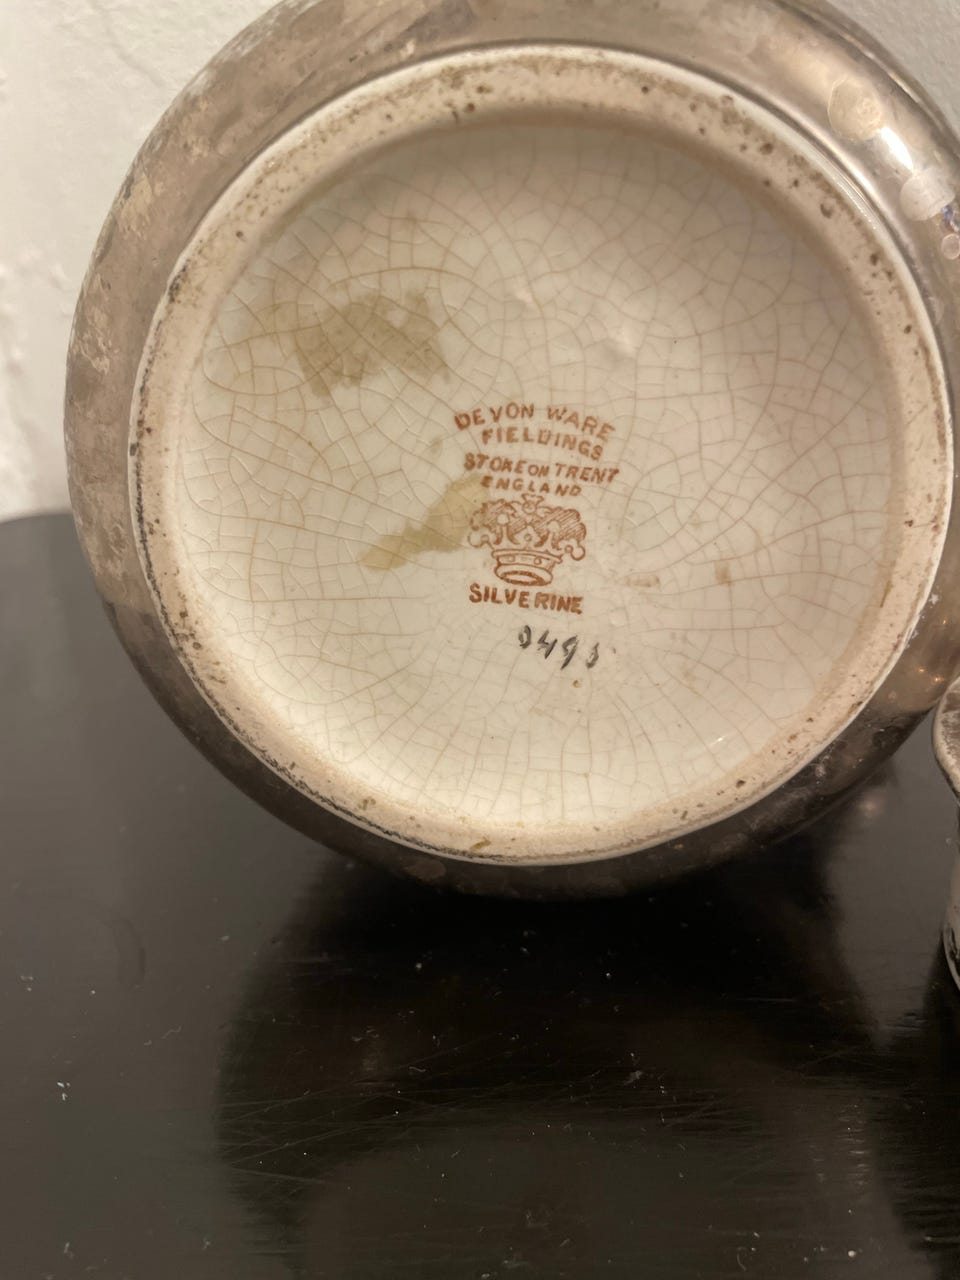 DEVON WARE
FIELDINGS
STOKE ON TRENT
ENGLAND
SILVERINE